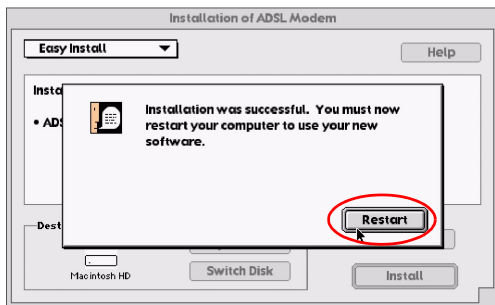 Installation of ADSL Modem
Easy Install
Help
Insta
• ADS
Installation was successful. You must now
restart your computer to use your new
software.
Restart
Dest
Macintosh HD
Switch Disk
Install